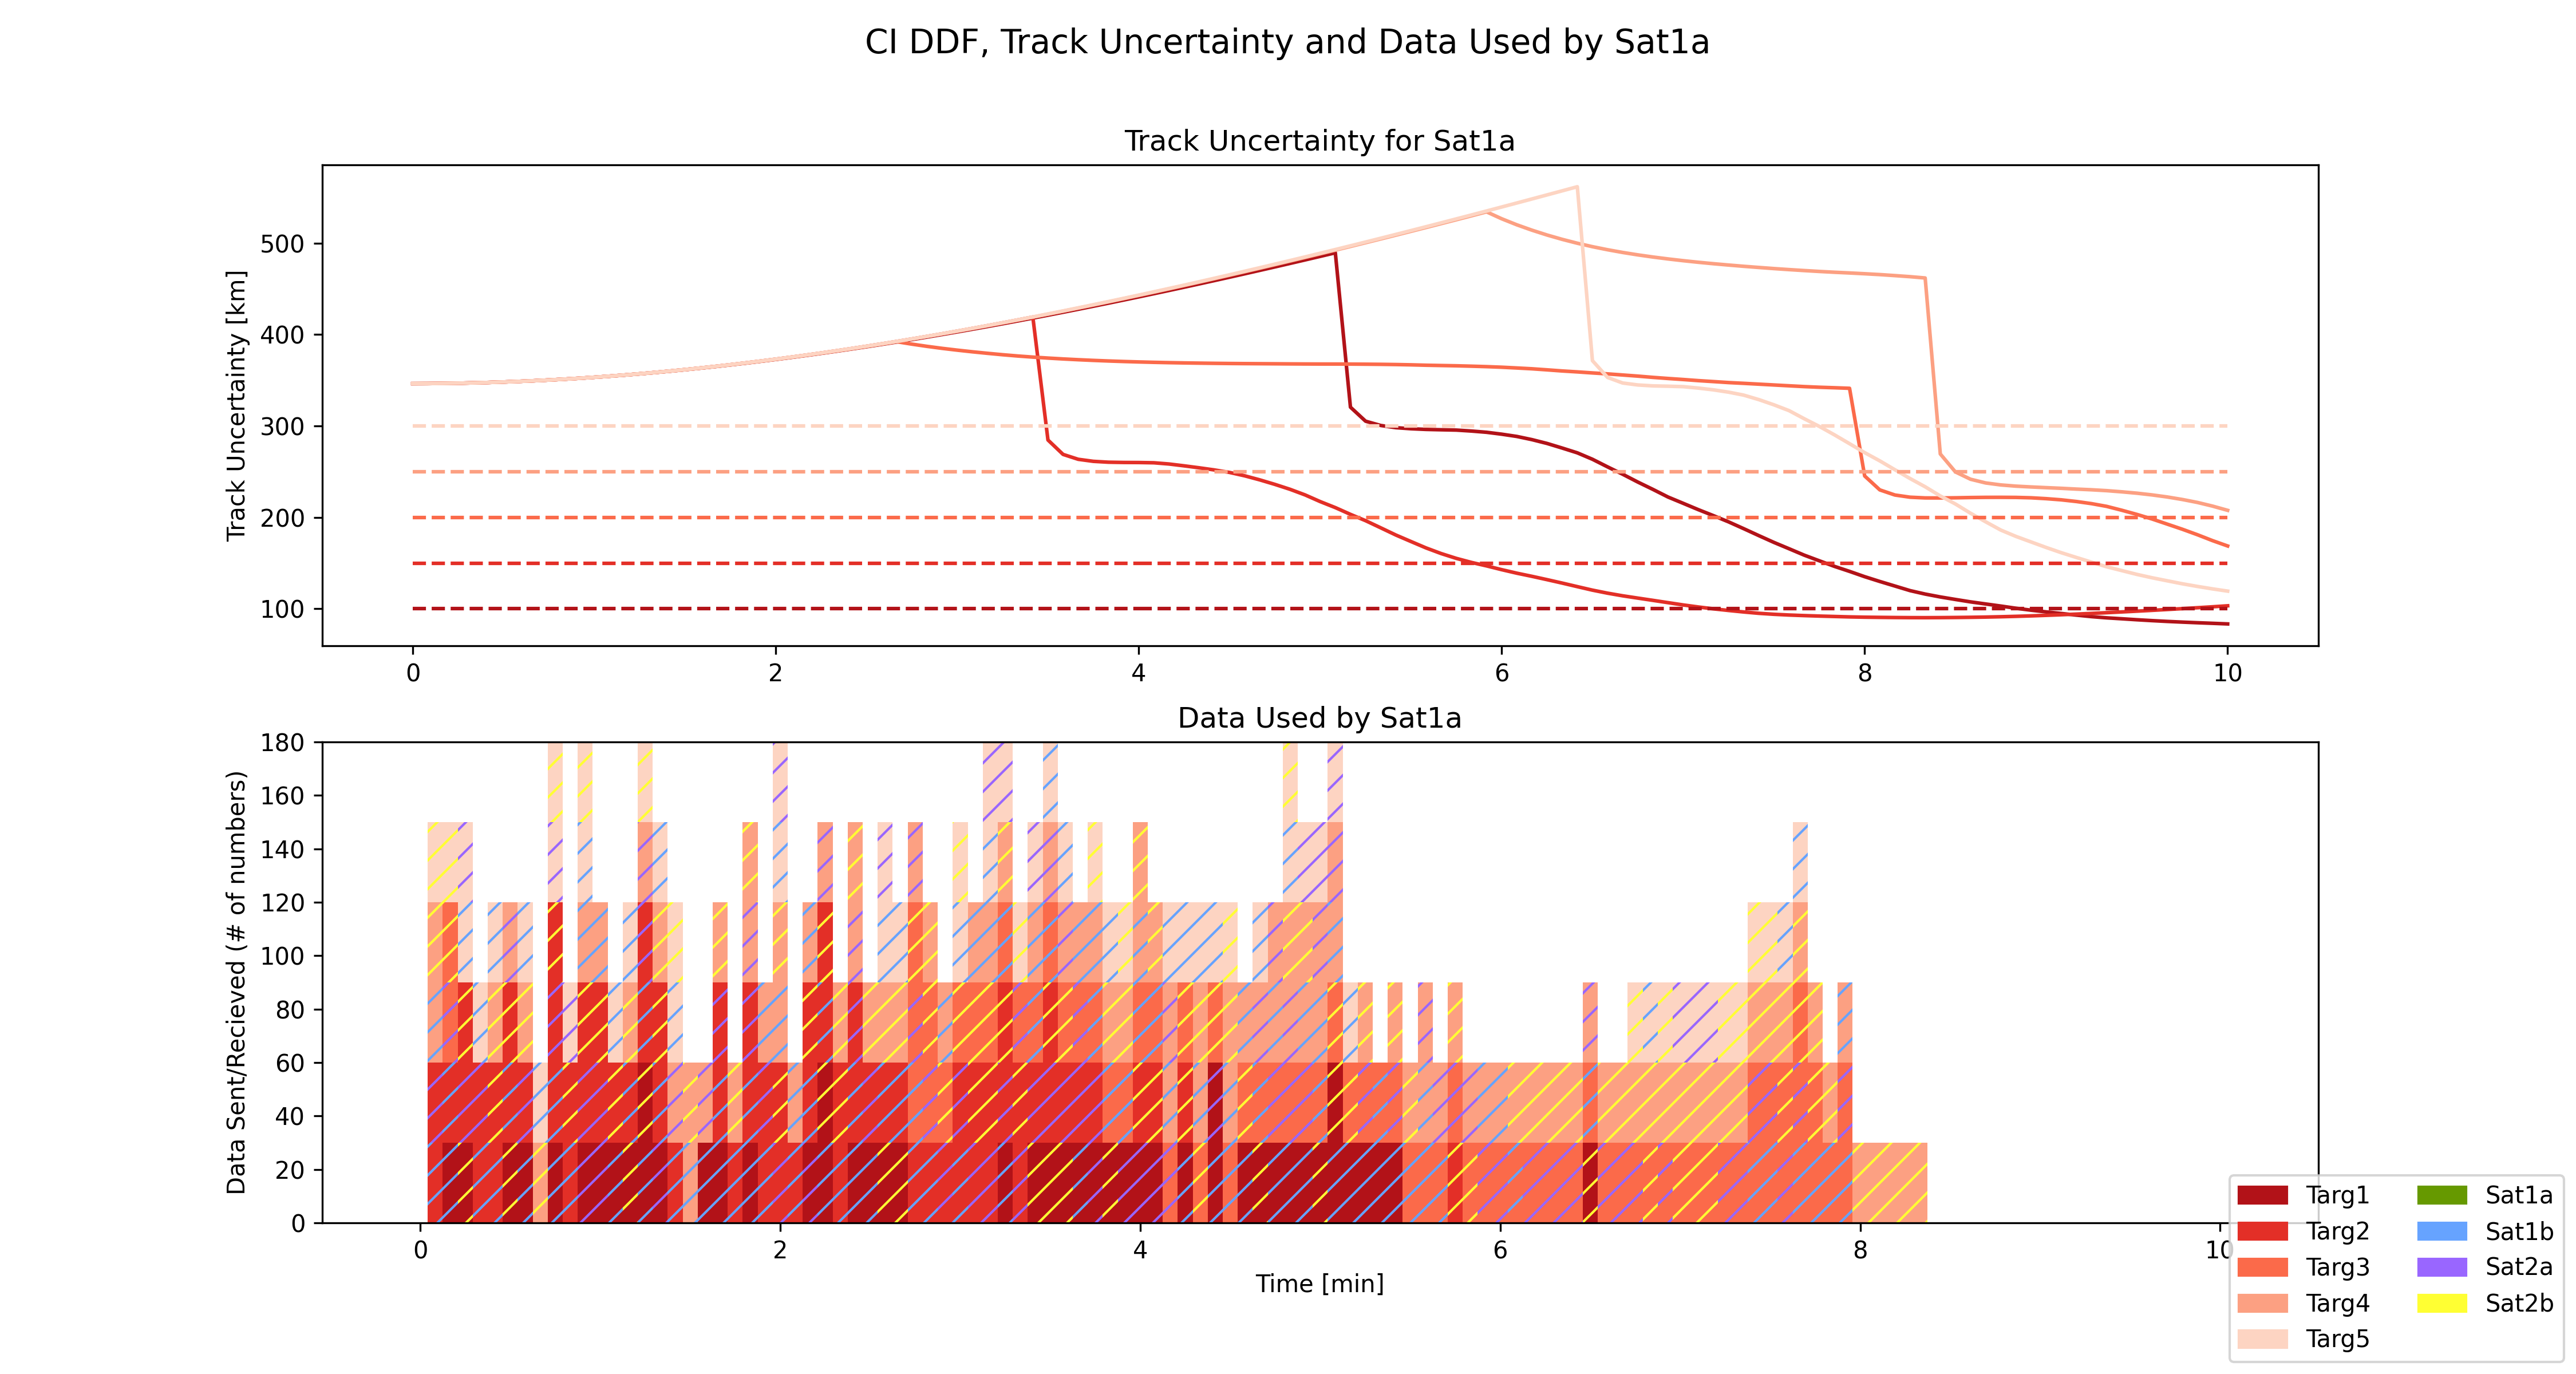 CI DDF, Track Uncertainty and Data Used by Sat1a
Track Uncertainty for Sat1a
Track Uncertainty [km]
500
400
300
200
100
0 2 4 6 8 10
Data Used by Sat1a
Data Sent/Recieved (# of numbers)
180
160
140
120
100
80
60
40
20
0
0 2 4 6 8 10
Time [min]
Targ1 Sat1a
Targ2 Sat1b
Targ3 Sat2a
Targ4 Sat2b
Targ5